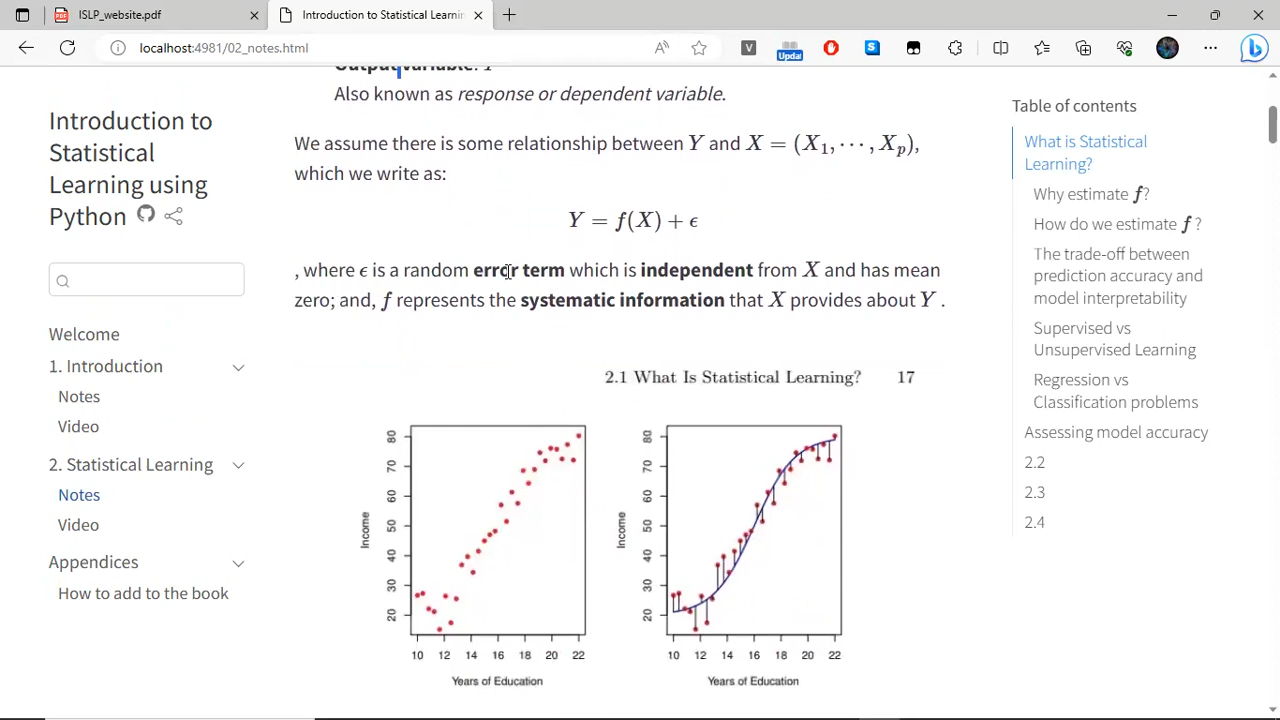 ISLP_website.pdf
Introduction to Statistical Learnin
localhost:4981/02_notes.html
Updat
Introduction to
Statistical
Learning using
Python
Welcome
1. Introduction
Notes
Video
2. Statistical Learning
Notes
Video
Appendices
How to add to the book
Output variable: Y
Also known as response or dependent variable.
We assume there is some relationship between Y and X = (X₁, ⋯, Xₚ),
which we write as:
Y = f(X) + ϵ
, where ϵ is a random error term which is independent from X and has mean
zero; and, f represents the systematic information that X provides about Y .
2.1 What Is Statistical Learning? 17
Income
20 30 40 50 60 70 80
10 12 14 16 18 20 22
Years of Education
Income
20 30 40 50 60 70 80
10 12 14 16 18 20 22
Years of Education
Table of contents
What is Statistical
Learning?
Why estimate f?
How do we estimate f ?
The trade-off between
prediction accuracy and
model interpretability
Supervised vs
Unsupervised Learning
Regression vs
Classification problems
Assessing model accuracy
2.2
2.3
2.4